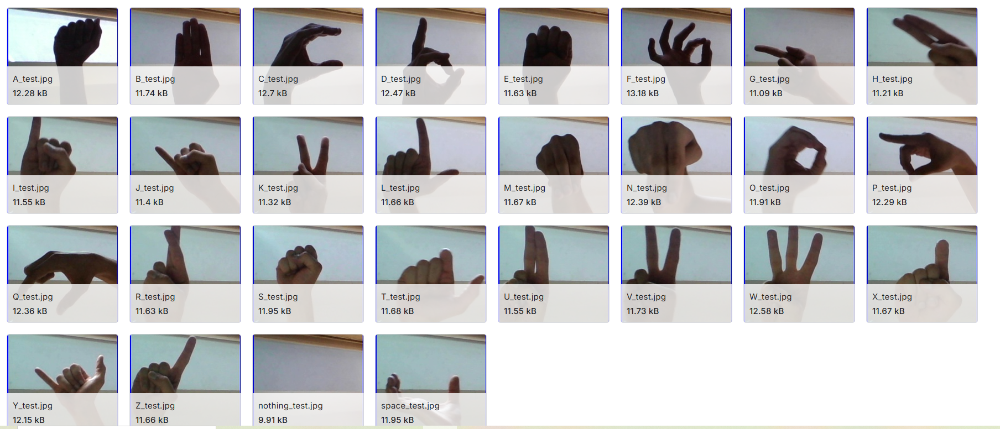 A_test.jpg
12.28 kB
B_test.jpg
11.74 kB
C_test.jpg
12.7 kB
D_test.jpg
12.47 kB
E_test.jpg
11.63 kB
F_test.jpg
13.18 kB
G_test.jpg
11.09 kB
H_test.jpg
11.21 kB
I_test.jpg
11.55 kB
J_test.jpg
11.4 kB
K_test.jpg
11.32 kB
L_test.jpg
11.66 kB
M_test.jpg
11.67 kB
N_test.jpg
12.39 kB
O_test.jpg
11.91 kB
P_test.jpg
12.29 kB
Q_test.jpg
12.36 kB
R_test.jpg
11.63 kB
S_test.jpg
11.95 kB
T_test.jpg
11.68 kB
U_test.jpg
11.55 kB
V_test.jpg
11.73 kB
W_test.jpg
12.58 kB
X_test.jpg
11.67 kB
Y_test.jpg
12.15 kB
Z_test.jpg
11.66 kB
nothing_test.jpg
9.91 kB
space_test.jpg
11.95 kB